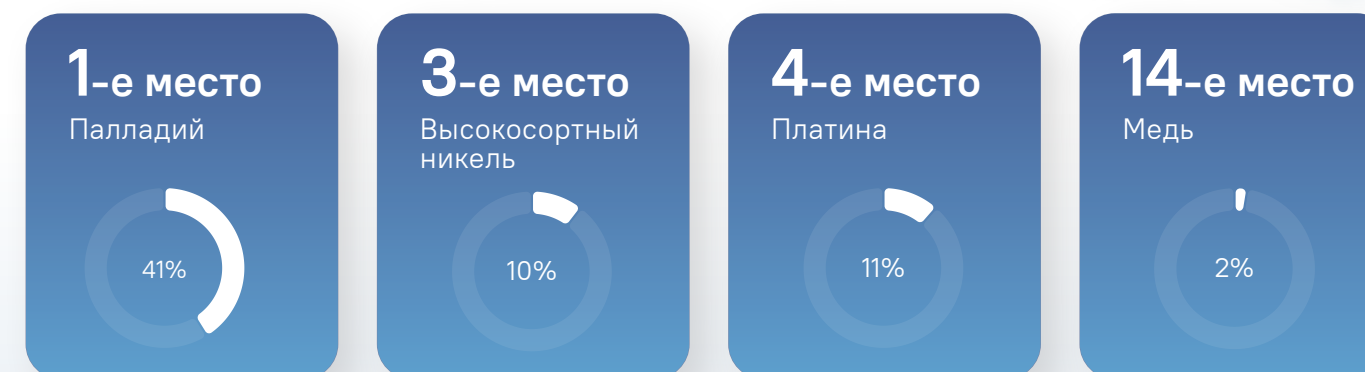 1-е место
Палладий
41%
3-е место
Высокосортный
никель
10%
4-е место
Платина
11%
14-е место
Медь
2%